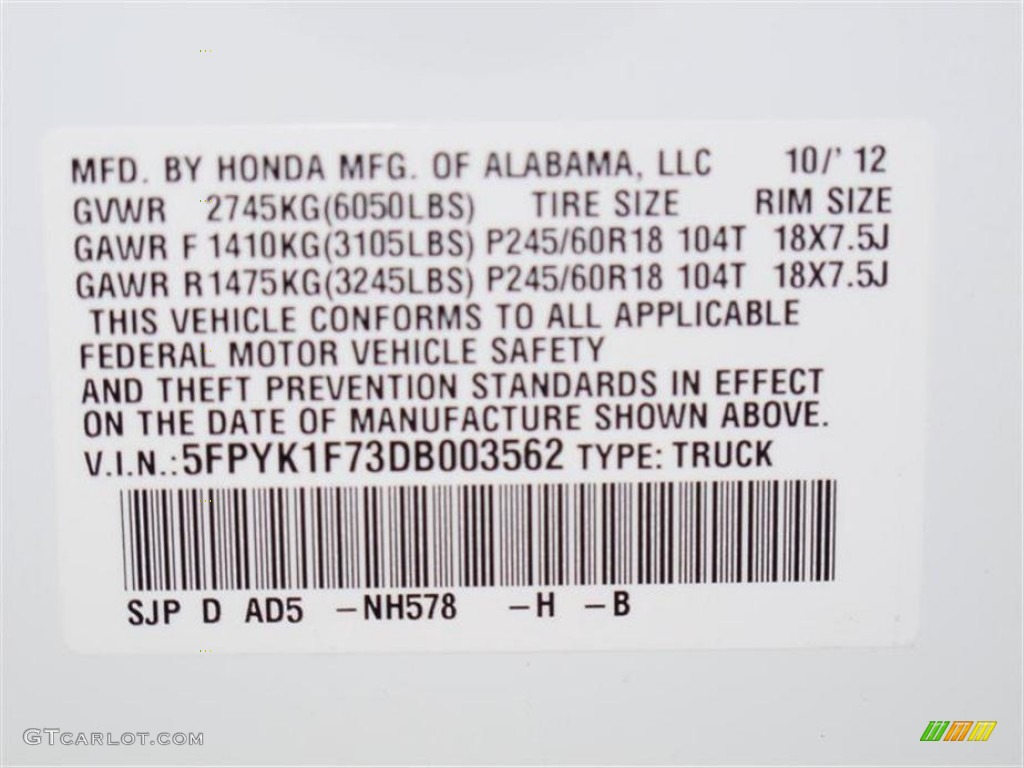 MFD. BY HONDA MFG. OF ALABAMA, LLC 10/' 12
GVWR 2745KG(6050LBS) TIRE SIZE RIM SIZE
GAWR F 1410KG(3105LBS) P245/60R18 104T 18X7.5J
GAWR R 1475KG(3245LBS) P245/60R18 104T 18X7.5J
THIS VEHICLE CONFORMS TO ALL APPLICABLE
FEDERAL MOTOR VEHICLE SAFETY
AND THEFT PREVENTION STANDARDS IN EFFECT
ON THE DATE OF MANUFACTURE SHOWN ABOVE.
V.I.N.: 5FPYK1F73DB003562 TYPE: TRUCK
SJP D AD5 –NH578 –H –B
GTCARLOT.COM